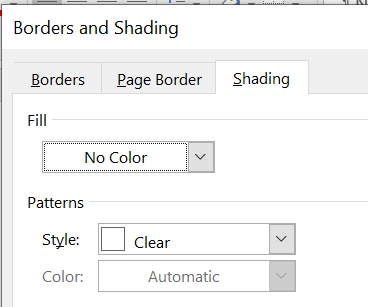 Borders and Shading
Borders Page Border Shading
Fill
No Color
Patterns
Style: Clear
Color: Automatic